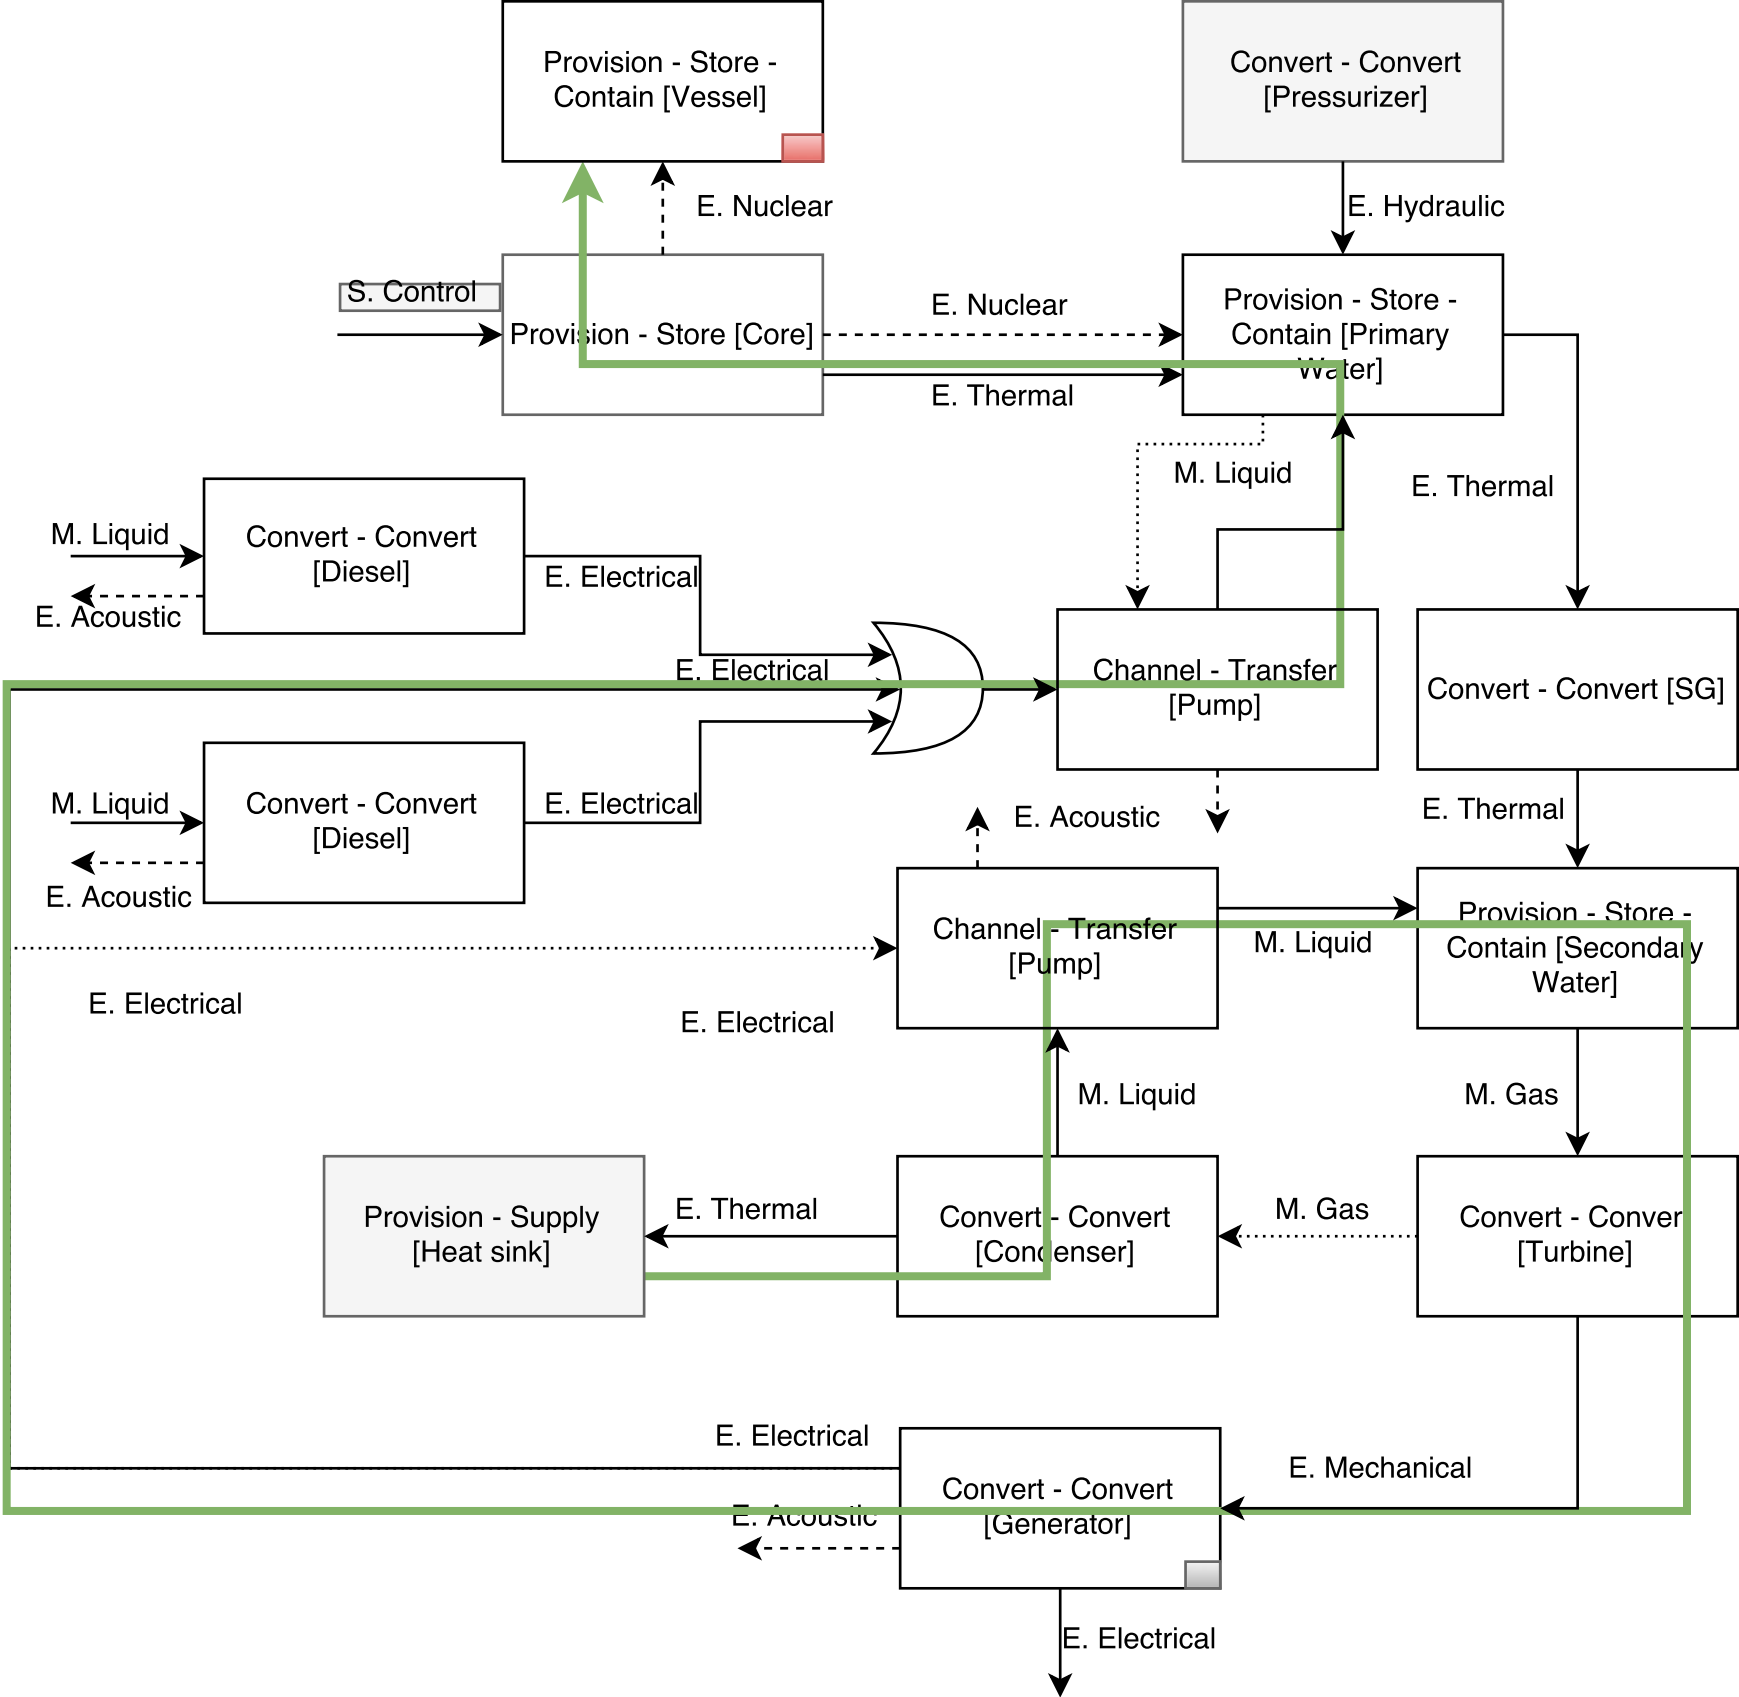 Provision - Store -
Contain [Vessel]
Convert - Convert
[Pressurizer]
E. Nuclear
E. Hydraulic
S. Control
Provision - Store [Core]
E. Nuclear
Provision - Store -
Contain [Primary
Water]
E. Thermal
M. Liquid
E. Thermal
M. Liquid
Convert - Convert
[Diesel]
E. Electrical
E. Acoustic
E. Electrical
Channel - Transfer
[Pump]
Convert - Convert [SG]
M. Liquid
Convert - Convert
[Diesel]
E. Electrical
E. Acoustic
E. Thermal
E. Acoustic
Channel - Transfer
[Pump]
M. Liquid
Provision - Store -
Contain [Secondary
Water]
E. Electrical
E. Electrical
M. Liquid
M. Gas
Provision - Supply
[Heat sink]
E. Thermal
Convert - Convert
[Condenser]
M. Gas
Convert - Conver
[Turbine]
E. Electrical
Convert - Convert
[Generator]
E. Mechanical
E. Acoustic
E. Electrical